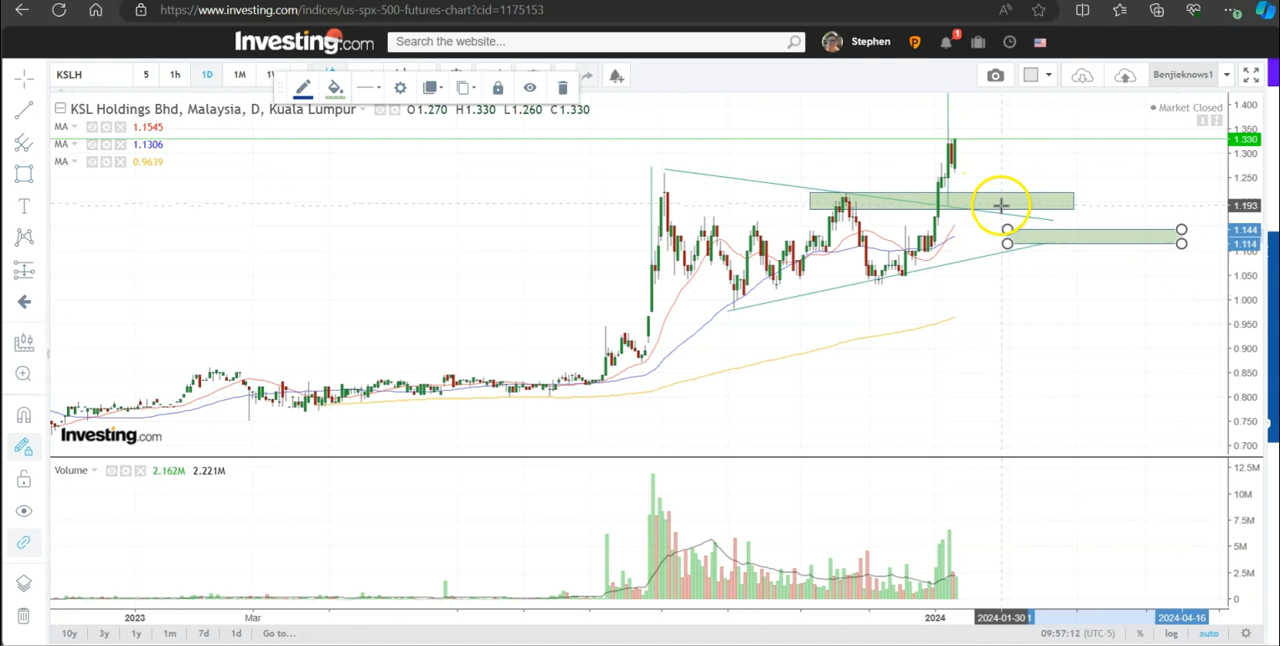 https://www.investing.com/indices/us-spx-500-futures-chart?cid=1175153
Investing.com
Search the website...
Stephen
1
KSLH
5
1h
1D
1M
Benjieknows1
KSL Holdings Bhd, Malaysia, D, Kuala Lumpur
O1.270 H1.330 L1.260 C1.330
Market Closed
MA 1.1545
MA 1.1306
MA 0.9639
1.400
1.350
1.330
1.300
1.250
1.193
1.144
1.114
1.100
1.050
1.000
0.950
0.900
0.850
0.800
0.750
0.700
Investing.com
Volume 2.162M 2.221M
12.5M
10M
7.5M
5M
2.5M
0
2023
Mar
2024
2024-01-30
2024-04-16
10y
3y
1y
1m
7d
1d
Go to...
09:57:12 (UTC-5)
%
log
auto